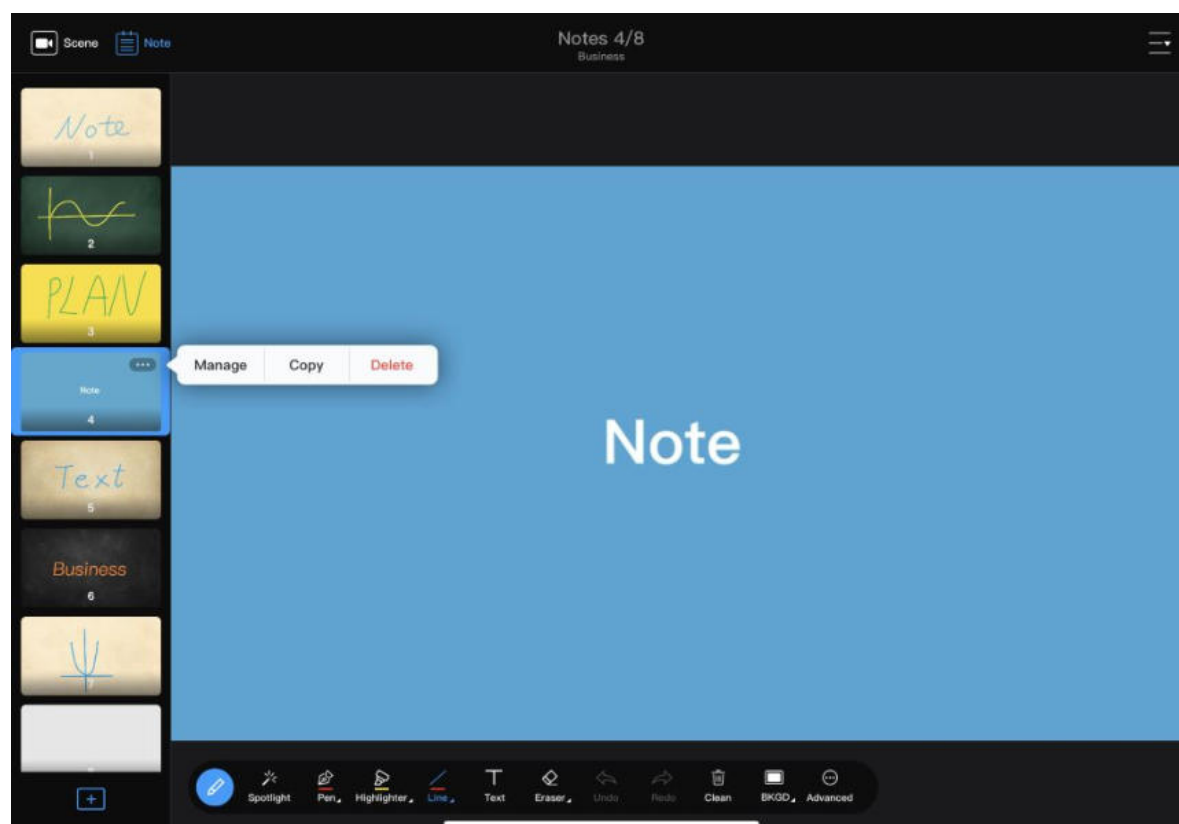 Scene Note
Notes 4/8
Business
Note
1
2
PLAN
3
Note
4
Manage Copy Delete
Note
Text
5
Business
6
7
Spotlight Pen Highlighter Line Text Eraser Undo Redo Clean BKGD Advanced